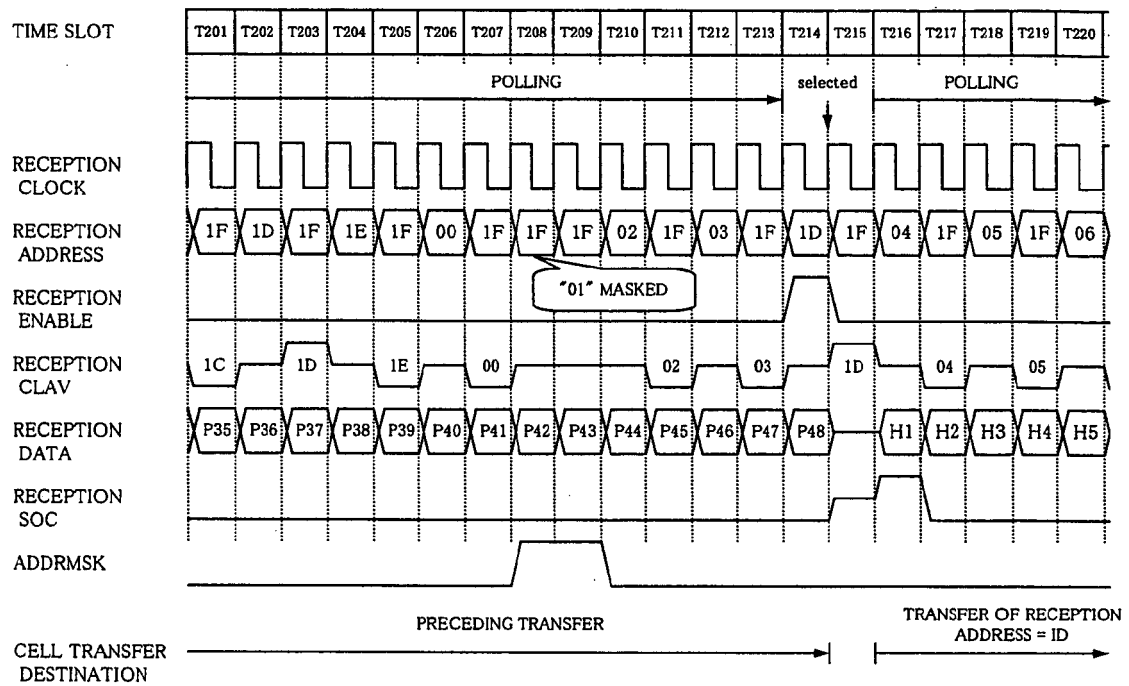 TIME SLOT T201 T202 T203 T204 T205 T206 T207 T208 T209 T210 T211 T212 T213 T214 T215 T216 T217 T218 T219 T220
POLLING selected POLLING
RECEPTION
CLOCK
RECEPTION
ADDRESS
1F 1D 1F 1E 1F 00 1F 1F 1F 02 1F 03 1F 1D 1F 04 1F 05 1F 06
"01" MASKED
RECEPTION
ENABLE
RECEPTION
CLAV
1C 1D 1E 00 02 03 1D 04 05
RECEPTION
DATA
P35 P36 P37 P38 P39 P40 P41 P42 P43 P44 P45 P46 P47 P48 H1 H2 H3 H4 H5
RECEPTION
SOC
ADDRMSK
PRECEDING TRANSFER
TRANSFER OF RECEPTION
ADDRESS = ID
CELL TRANSFER
DESTINATION